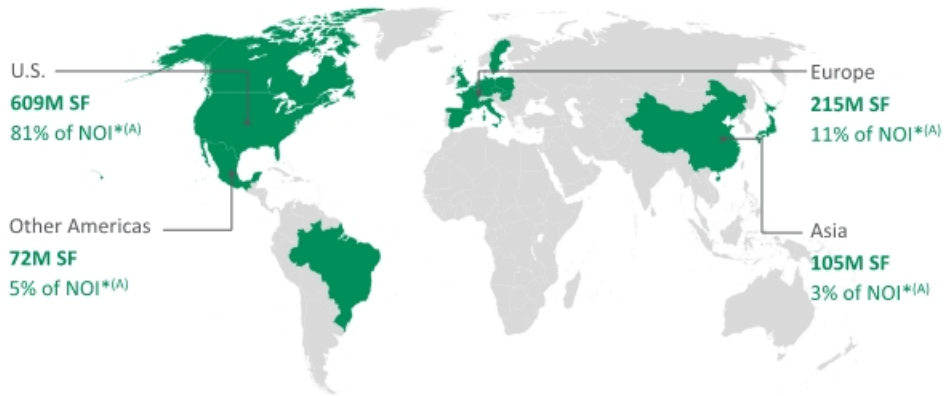 U.S.
609M SF
81% of NOI*(A)
Other Americas
72M SF
5% of NOI*(A)
Europe
215M SF
11% of NOI*(A)
Asia
105M SF
3% of NOI*(A)